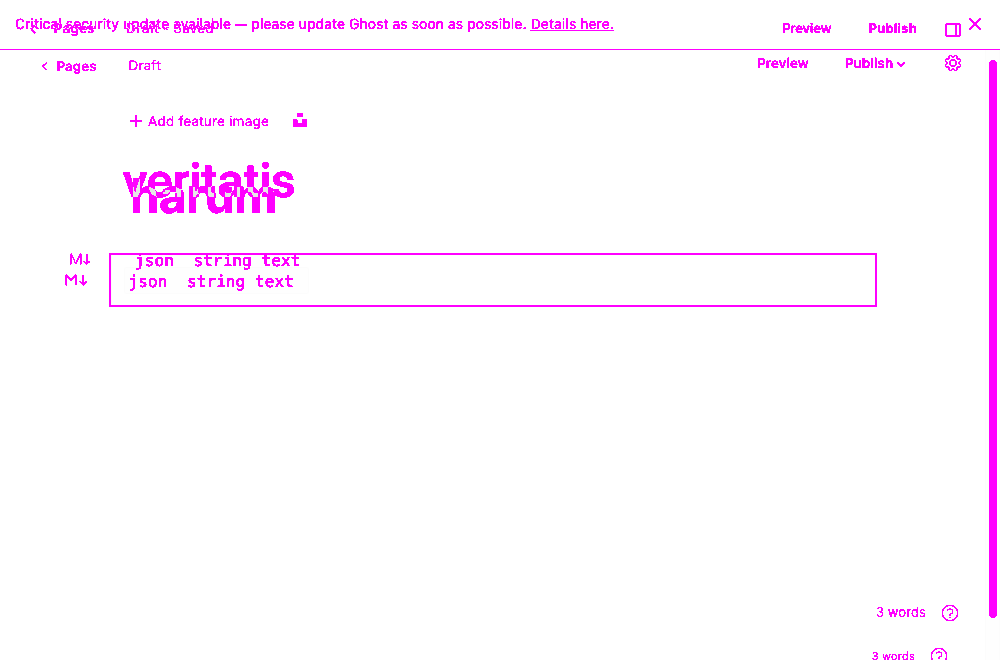 Critical security update available — please update Ghost as soon as possible. Details here.
Pages Draft - Saved Preview Publish
Pages Draft Preview Publish
+ Add feature image
veritatis
harum
M↓ json string text
M↓ json string text
3 words
3 words